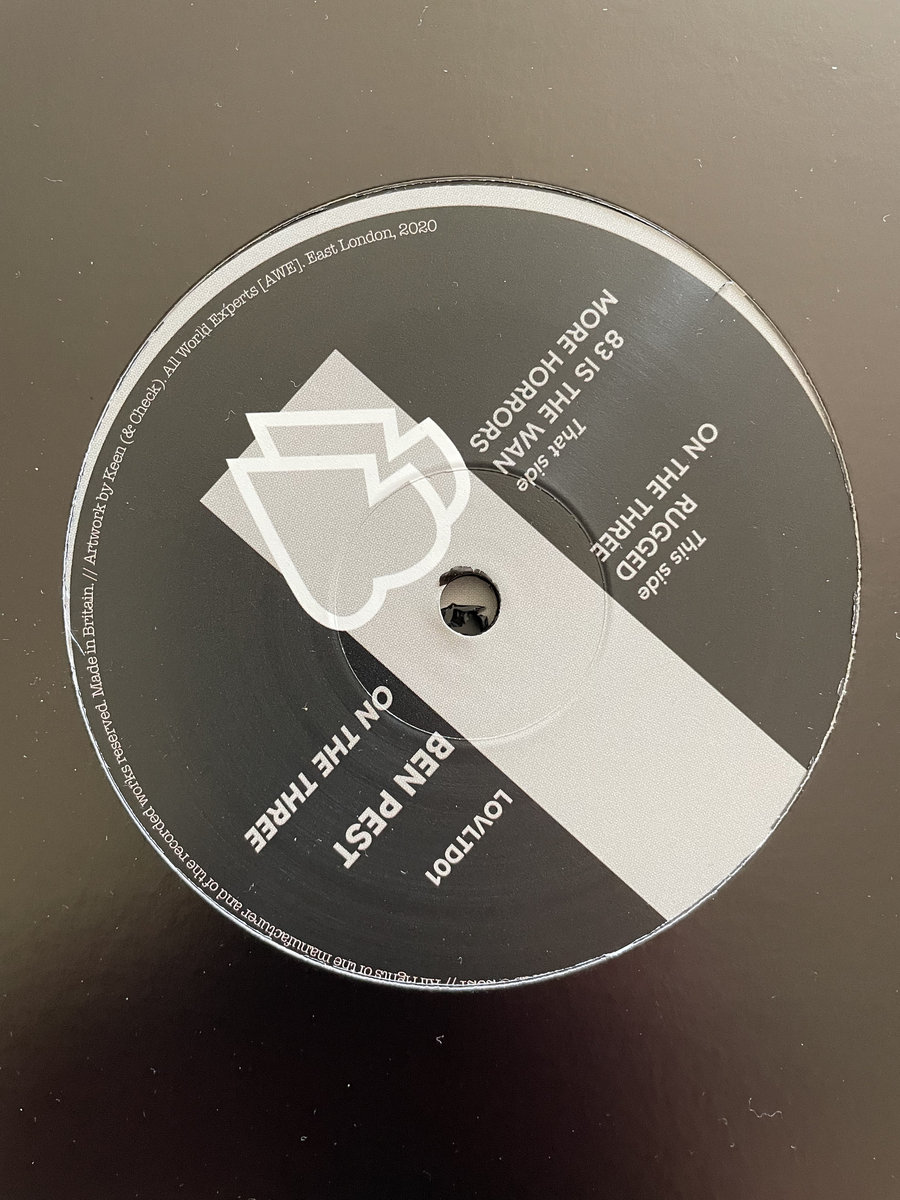 LOVLTD01
BEN PEST
ON THE THREE
This side
RUGGED
ON THE THREE
That side
83 IS THE WAN
MORE HORRORS
// All rights of the manufacturer and of the recorded works reserved. Made in Britain. // Artwork by Keen (& Check). All World Experts [AWE]. East London, 2020